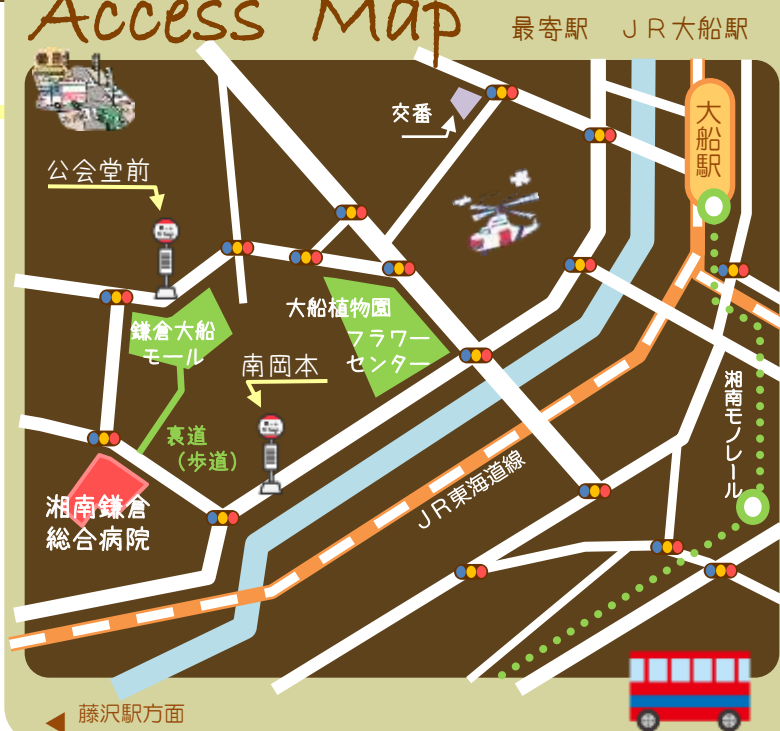 Access Map
最寄駅 JR大船駅
交番
大船駅
公会堂前
大船植物園
フラワー
センター
鎌倉大船
モール
南岡本
湘南モノレール
裏道
(歩道)
JR東海道線
湘南鎌倉
総合病院
藤沢駅方面